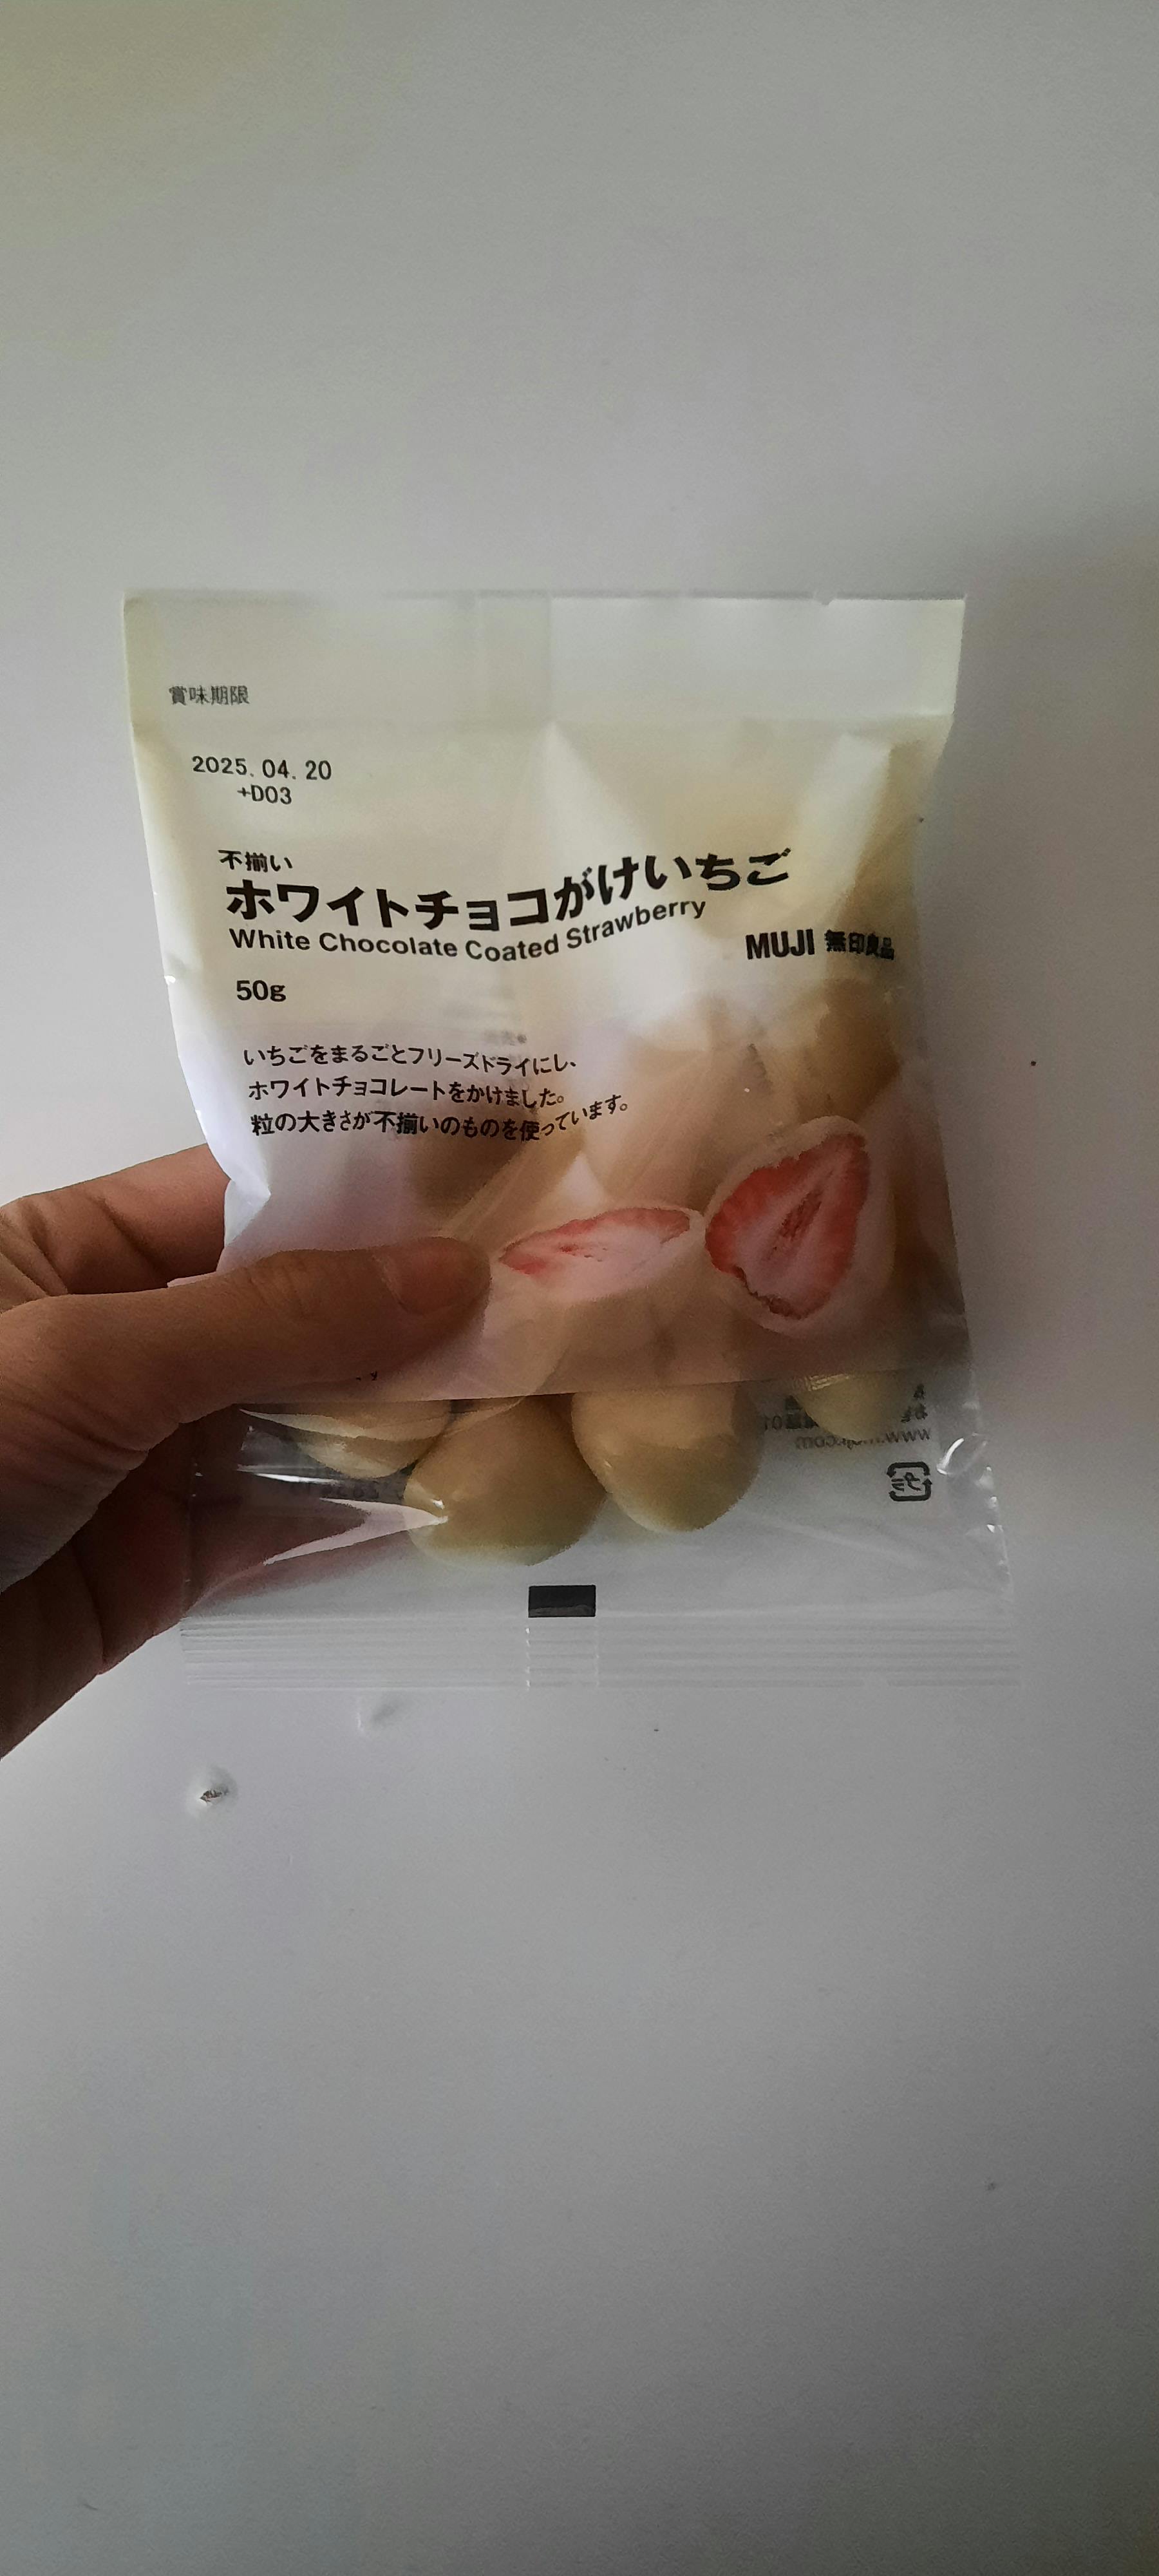 賞味期限
2025.04.20
+D03
不揃い
ホワイトチョコがけいちご
White Chocolate Coated Strawberry
MUJI 無印良品
50g
いちごをまるごとフリーズドライにし、
ホワイトチョコレートをかけました。
粒の大きさが不揃いのものを使っています。
プラ